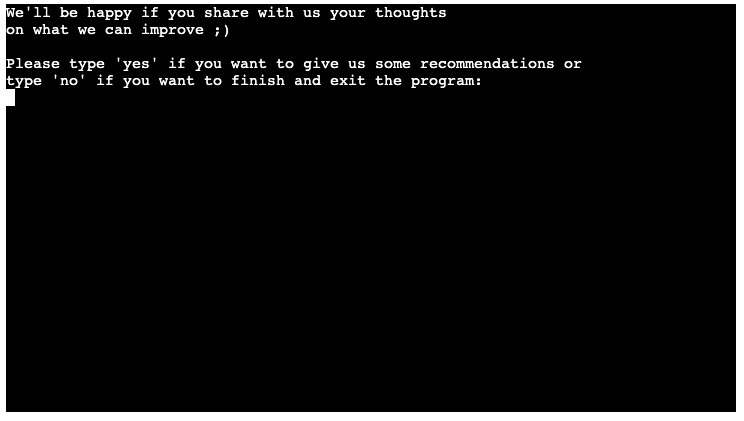 We'll be happy if you share with us your thoughts
on what we can improve ;)
Please type 'yes' if you want to give us some recommendations or
type 'no' if you want to finish and exit the program: